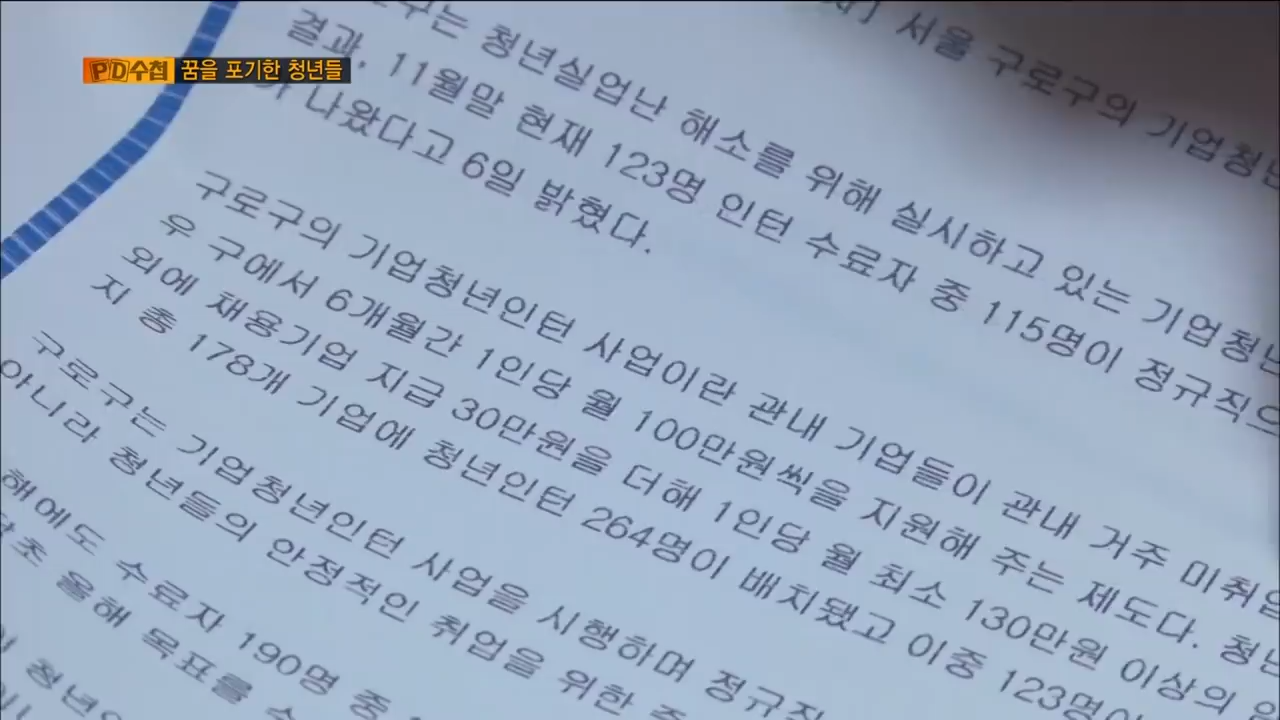 PD수첩 꿈을 포기한 청년들
서울 구로구의 기업청년
구로구는 청년실업난 해소를 위해 실시하고 있는 기업청년
결과, 11월말 현재 123명 인턴 수료자 중 115명이 정규직으
나왔다고 6일 밝혔다.
구로구의 기업청년인턴 사업이란 관내 기업들이 관내 거주 미취업
우 구에서 6개월간 1인당 월 100만원씩을 지원해 주는 제도다. 청년
외에 채용기업 지급 30만원을 더해 1인당 월 최소 130만원 이상의
지 총 178개 기업에 청년인턴 264명이 배치됐고 이중 123명이
구로구는 기업청년인턴 사업을 시행하며 정규직
아니라 청년들의 안정적인 취업을 위한
해에도 수료자 190명 중
당초 올해 목표를
청년